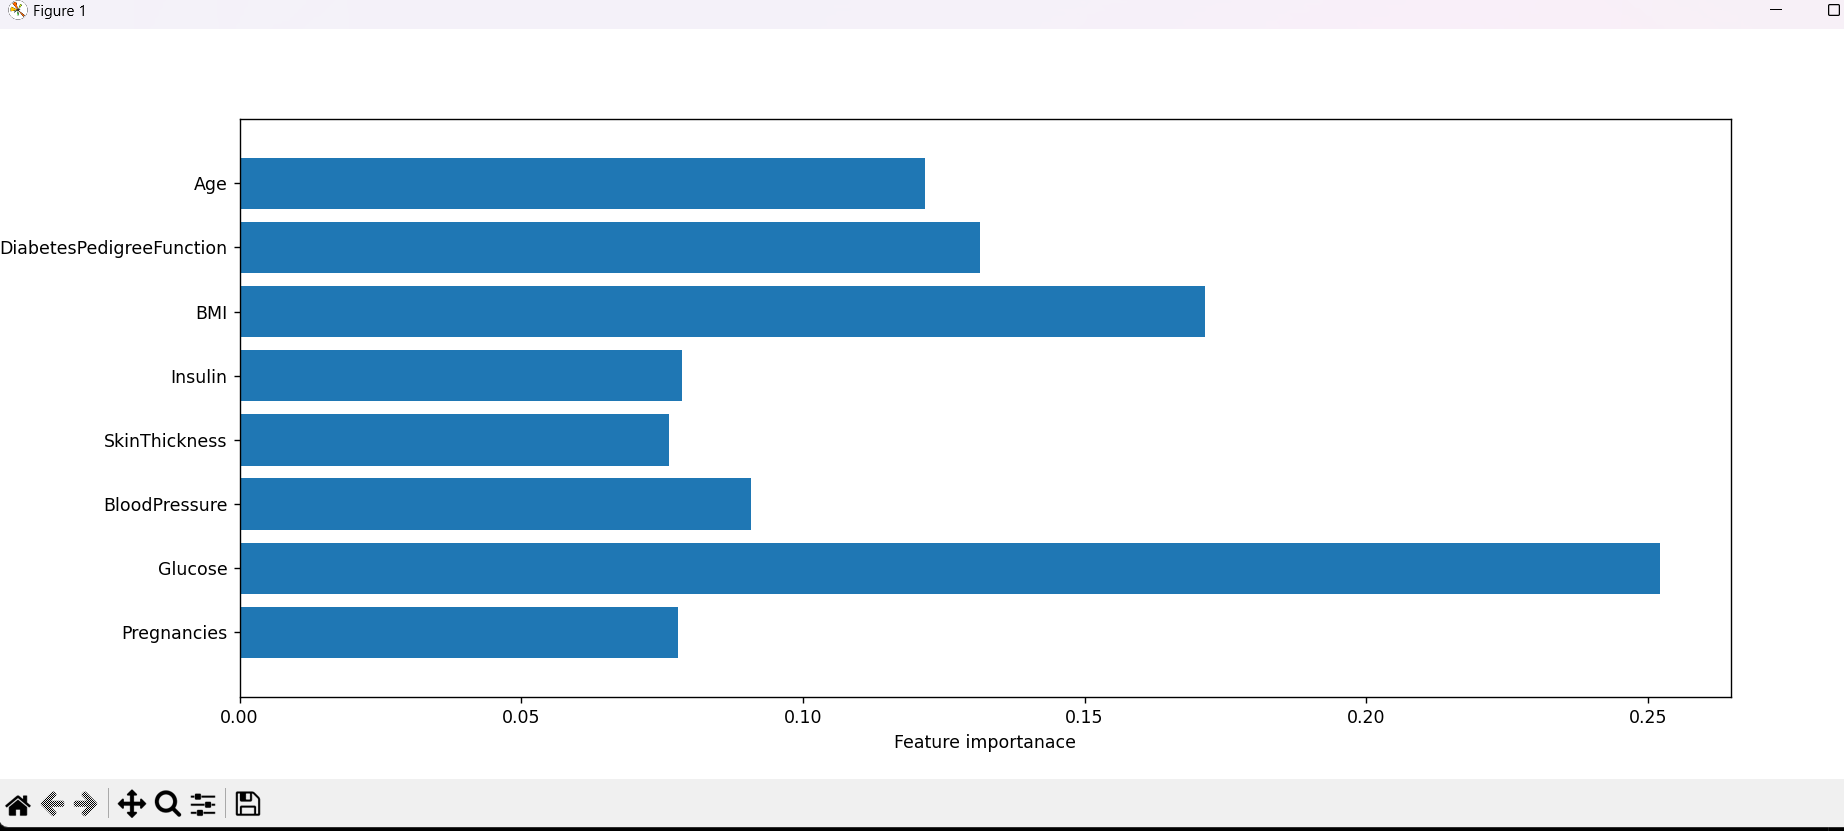 Figure 1
Age
DiabetesPedigreeFunction
BMI
Insulin
SkinThickness
BloodPressure
Glucose
Pregnancies
0.00 0.05 0.10 0.15 0.20 0.25
Feature importanace